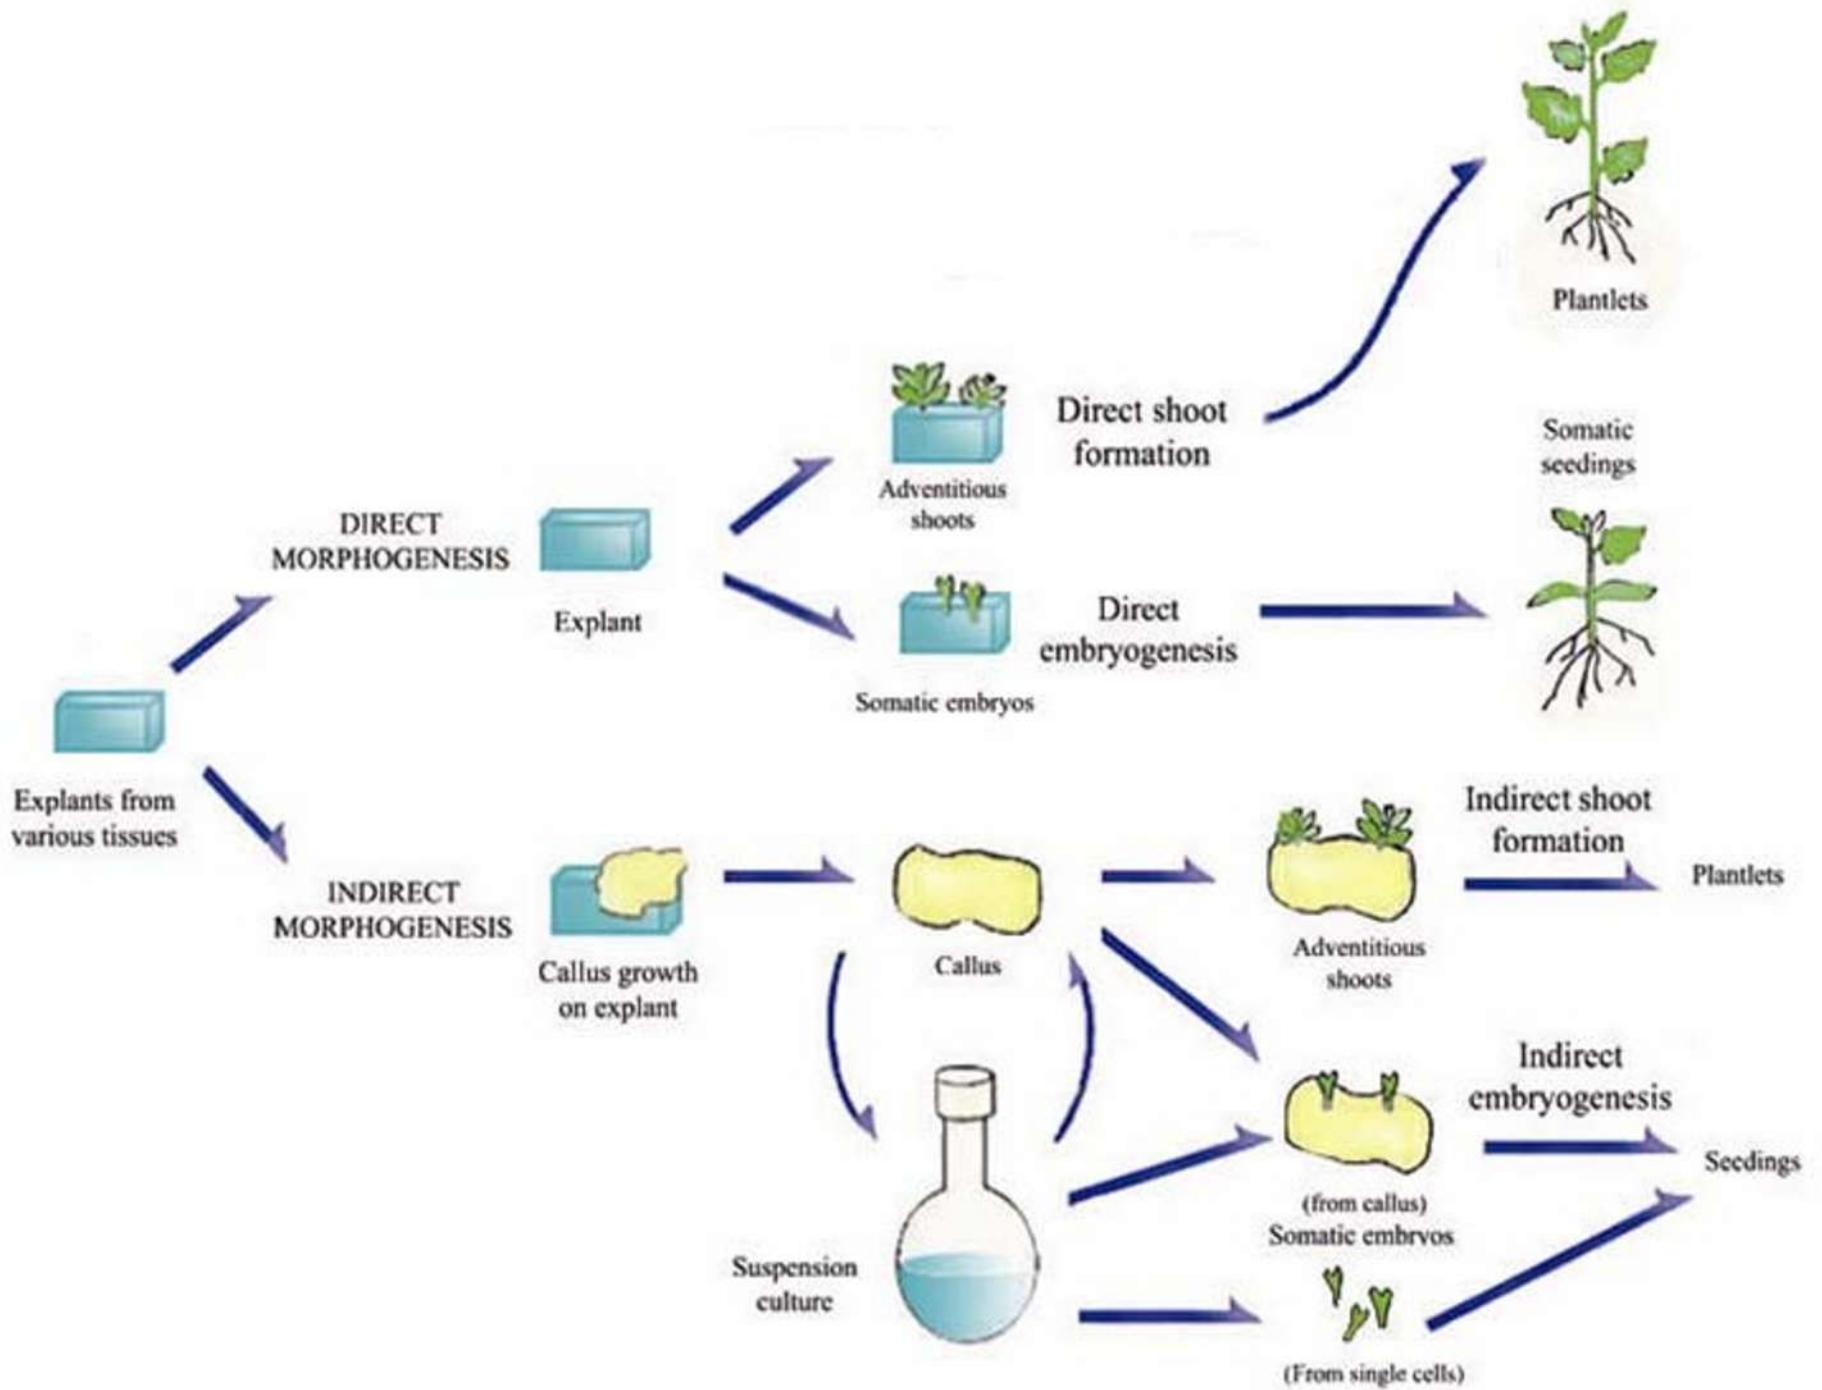 Plantlets
Direct shoot
formation
Adventitious
shoots
Somatic
seedings
DIRECT
MORPHOGENESIS
Explant
Direct
embryogenesis
Somatic embryos
Explants from
various tissues
INDIRECT
MORPHOGENESIS
Callus growth
on explant
Callus
Indirect shoot
formation
Plantlets
Adventitious
shoots
Indirect
embryogenesis
Seedings
(from callus)
Somatic embryos
Suspension
culture
(From single cells)